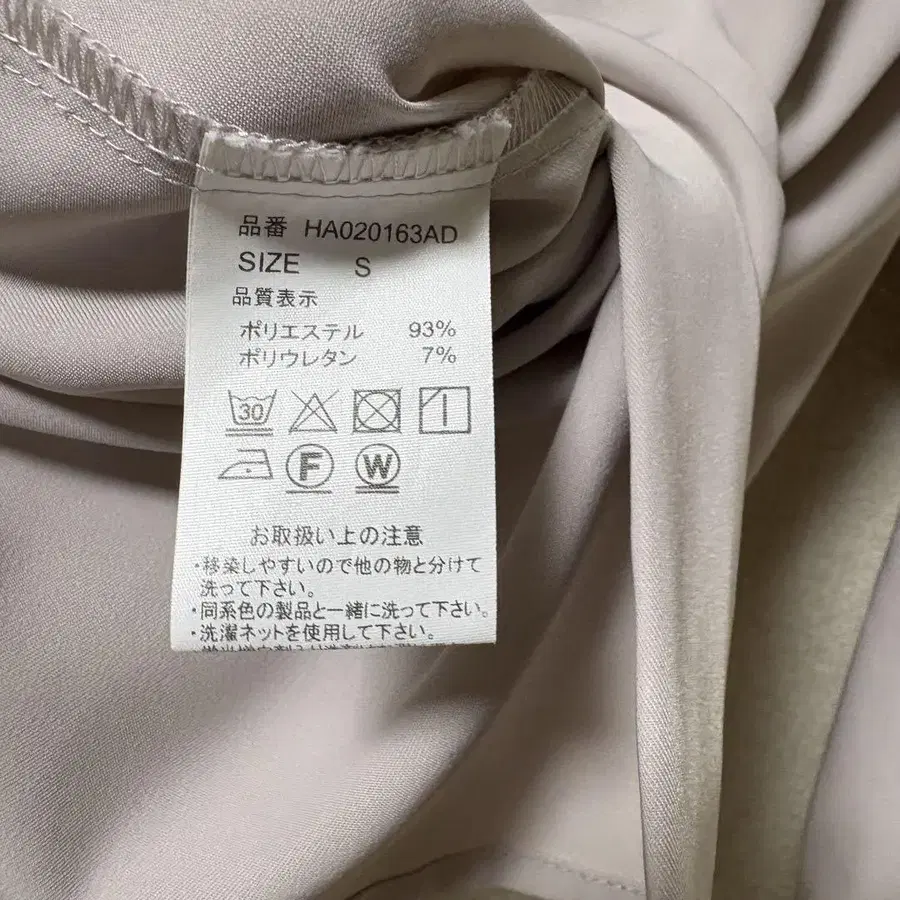 品番 HA020163AD
SIZE S
品質表示
ポリエステル 93%
ポリウレタン 7%
30
F W
お取扱い上の注意
・移染しやすいので他の物と分けて
洗って下さい。
・同系色の製品と一緒に洗って下さい。
・洗濯ネットを使用して下さい。